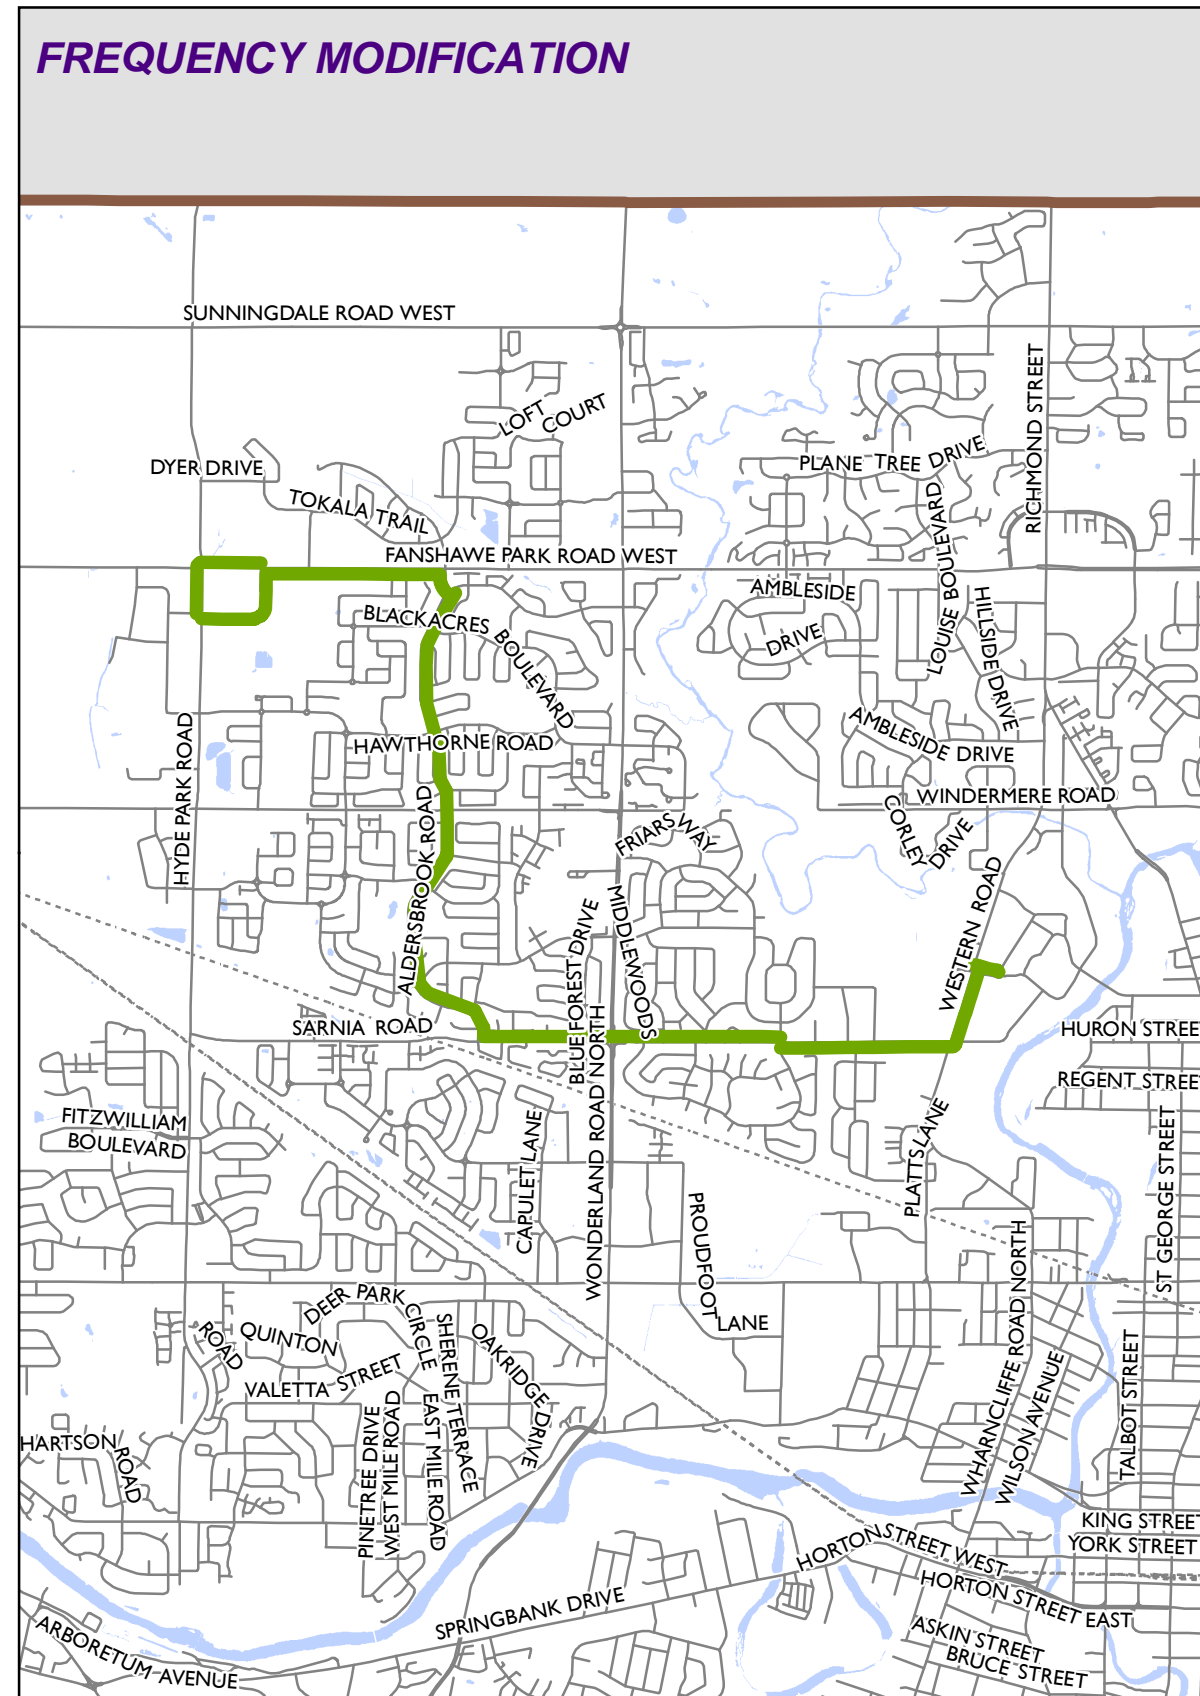 FREQUENCY MODIFICATION
SUNNINGDALE ROAD WEST
RICHMOND STREET
LOFT COURT
DYER DRIVE
PLANE TREE DRIVE
TOKALA TRAIL
LOUISE BOULEVARD
FANSHAWE PARK ROAD WEST
AMBLESIDE
DRIVE
HILLSIDE DRIVE
BLACKACRES BOULEVARD
AMBLESIDE DRIVE
HAWTHORNE ROAD
HYDE PARK ROAD
WINDERMERE ROAD
CORLEY
DRIVE
FRIARS WAY
ALDERSBROOK ROAD
WESTERN ROAD
MIDDLEWOODS
BLUE FOREST DRIVE
SARNIA ROAD
HURON STREET
REGENT STREET
FITZWILLIAM
BOULEVARD
WONDERLAND ROAD NORTH
CAPULET LANE
PLATTS LANE
ST GEORGE STREET
PROUDFOOT
LANE
WHARNCLIFFE ROAD NORTH
DEER PARK
CIRCLE
QUINTON
ROAD
SHERENE TERRACE
OAKRIDGE DRIVE
VALETTA STREET
WILSON AVENUE
TALBOT STREET
PINETREE DRIVE
WEST MILE ROAD
EAST MILE ROAD
HARTSON ROAD
KING STREET
YORK STREET
HORTON STREET WEST
HORTON STREET EAST
SPRINGBANK DRIVE
ARBORETUM AVENUE
ASKIN STREET
BRUCE STREET